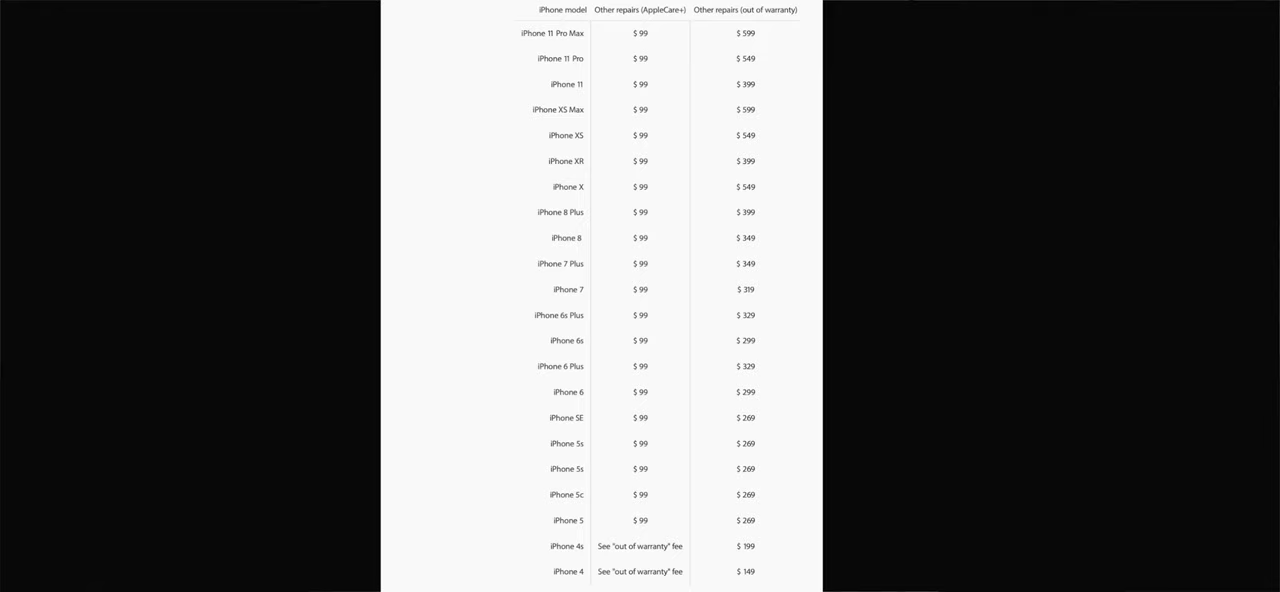 iPhone model Other repairs (AppleCare+) Other repairs (out of warranty)
iPhone 11 Pro Max $ 99 $ 599
iPhone 11 Pro $ 99 $ 549
iPhone 11 $ 99 $ 399
iPhone XS Max $ 99 $ 599
iPhone XS $ 99 $ 549
iPhone XR $ 99 $ 399
iPhone X $ 99 $ 549
iPhone 8 Plus $ 99 $ 399
iPhone 8 $ 99 $ 349
iPhone 7 Plus $ 99 $ 349
iPhone 7 $ 99 $ 319
iPhone 6s Plus $ 99 $ 329
iPhone 6s $ 99 $ 299
iPhone 6 Plus $ 99 $ 329
iPhone 6 $ 99 $ 299
iPhone SE $ 99 $ 269
iPhone 5s $ 99 $ 269
iPhone 5s $ 99 $ 269
iPhone 5c $ 99 $ 269
iPhone 5 $ 99 $ 269
iPhone 4s See "out of warranty" fee $ 199
iPhone 4 See "out of warranty" fee $ 149